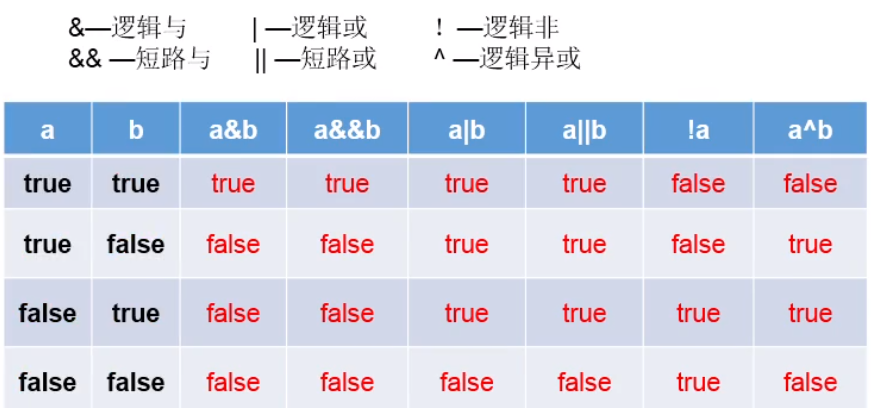 &—逻辑与 | —逻辑或 ! —逻辑非
&& —短路与 || —短路或 ^ —逻辑异或
a b a&b a&&b a|b a||b !a a^b
true true true true true true false false
true false false false true true false true
false true false false true true true true
false false false false false false true false